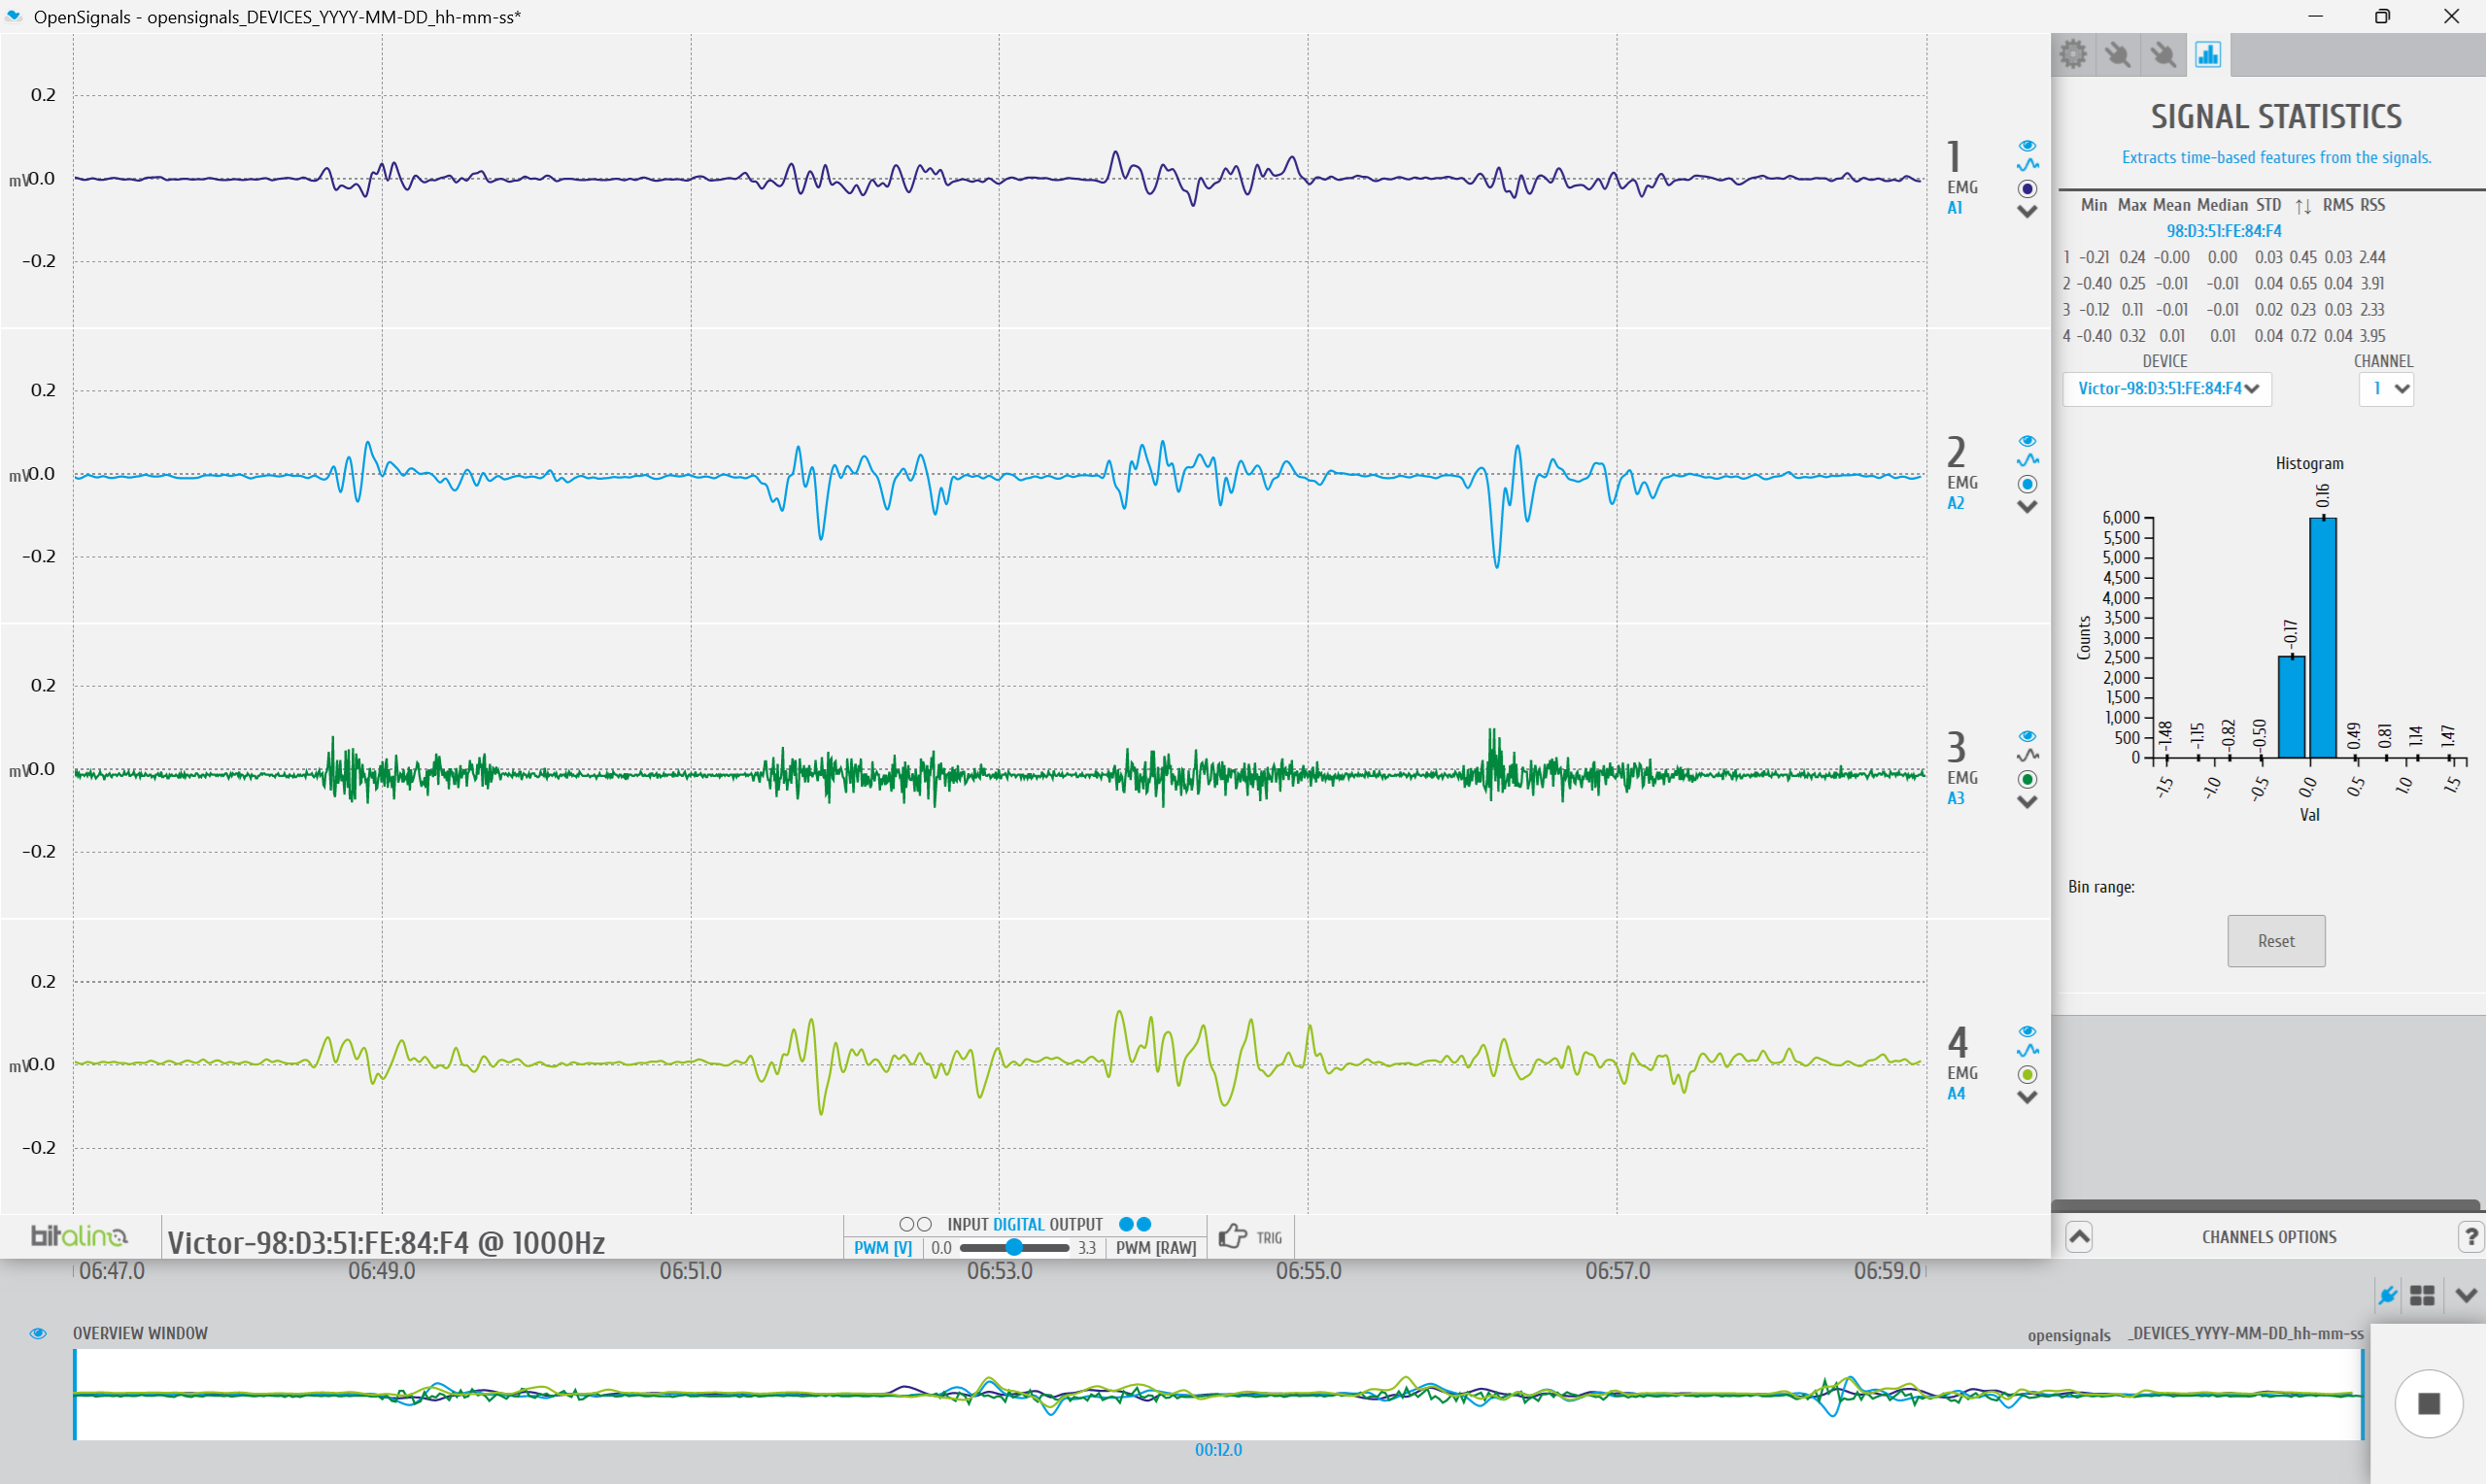 OpenSignals - opensignals_DEVICES_YYYY-MM-DD_hh-mm-ss*
0.2
mV 0.0
-0.2
1
EMG
A1
0.2
mV 0.0
-0.2
2
EMG
A2
0.2
mV 0.0
-0.2
3
EMG
A3
0.2
mV 0.0
-0.2
4
EMG
A4
SIGNAL STATISTICS
Extracts time-based features from the signals.
Min Max Mean Median STD ↑↓ RMS RSS
98:D3:51:FE:84:F4
1 -0.21 0.24 -0.00 0.00 0.03 0.45 0.03 2.44
2 -0.40 0.25 -0.01 -0.01 0.04 0.65 0.04 3.91
3 -0.12 0.11 -0.01 -0.01 0.02 0.23 0.03 2.33
4 -0.40 0.32 0.01 0.01 0.04 0.72 0.04 3.95
DEVICE CHANNEL
Victor-98:D3:51:FE:84:F4 1
Histogram
0.16
6,000
5,500
5,000
4,500
4,000
3,500
3,000
2,500
2,000
1,500
1,000
500
0
Counts
-1.48 -1.15 -0.82 -0.50 -0.17 0.49 0.81 1.14 1.47
-1.5 -1.0 -0.5 0.0 0.5 1.0 1.5
Val
Bin range:
Reset
bitalino
Victor-98:D3:51:FE:84:F4 @ 1000Hz
INPUT DIGITAL OUTPUT
PWM [V] 0.0 3.3 PWM [RAW]
TRIG
CHANNELS OPTIONS ?
06:47.0 06:49.0 06:51.0 06:53.0 06:55.0 06:57.0 06:59.0
OVERVIEW WINDOW
opensignals _DEVICES_YYYY-MM-DD_hh-mm-ss
00:12.0